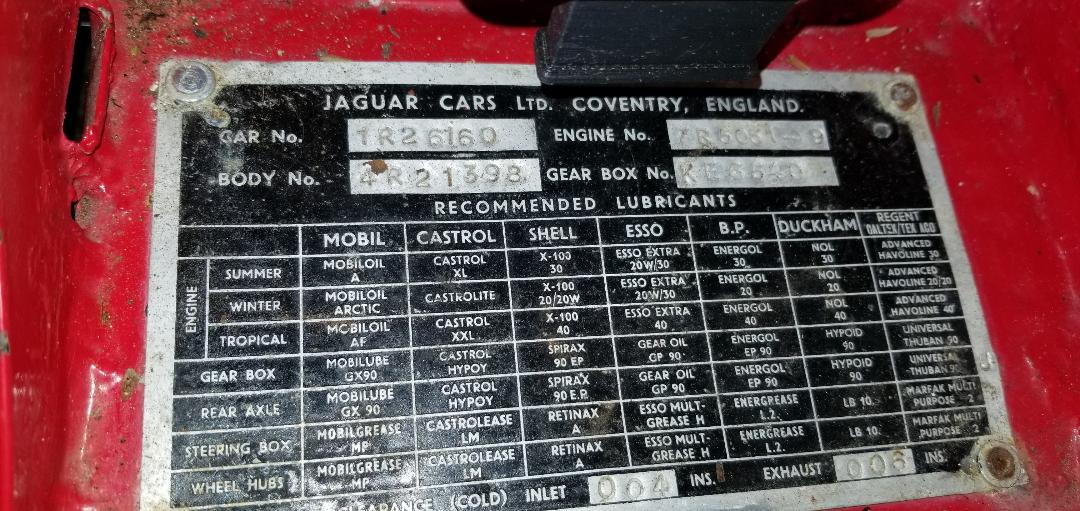 JAGUAR CARS LTD. COVENTRY, ENGLAND.
CAR No. 1R26160 ENGINE No.
BODY No. 4R21393 GEAR BOX No.
RECOMMENDED LUBRICANTS
MOBIL CASTROL SHELL ESSO B.P. DUCKHAM REGENT
ENGINE
SUMMER MOBILOIL A CASTROL XL X-100 30 ESSO EXTRA 20W/30 ENERGOL 30 NOL 30 ADVANCED HAVOLINE 30
WINTER MOBILOIL ARCTIC CASTROLITE X-100 20/20W ESSO EXTRA 20W/30 ENERGOL 20 NOL 20 ADVANCED HAVOLINE 20/20
TROPICAL MOBILOIL AF CASTROL XXL X-100 40 ESSO EXTRA 40 ENERGOL 40 NOL 40 ADVANCED HAVOLINE 40
GEAR BOX MOBILUBE GX90 CASTROL HYPOY SPIRAX 90 EP GEAR OIL GP 90 ENERGOL EP 90 HYPOID 90 UNIVERSAL THUBAN 90
REAR AXLE MOBILUBE GX 90 CASTROL HYPOY SPIRAX 90 E.P. GEAR OIL GP 90 ENERGOL EP 90 HYPOID 90 UNIVERSAL THUBAN
STEERING BOX MOBILGREASE MP CASTROLEASE LM RETINAX A ESSO MULT-GREASE H ENERGREASE L.2. LB 10. MARFAK MULTI PURPOSE 2
WHEEL HUBS MOBILGREASE MP CASTROLEASE LM RETINAX A ESSO MULT-GREASE H ENERGREASE L.2. LB 10. MARFAK MULTI PURPOSE 2
CLEARANCE (COLD) INLET 004 INS. EXHAUST 006 INS.